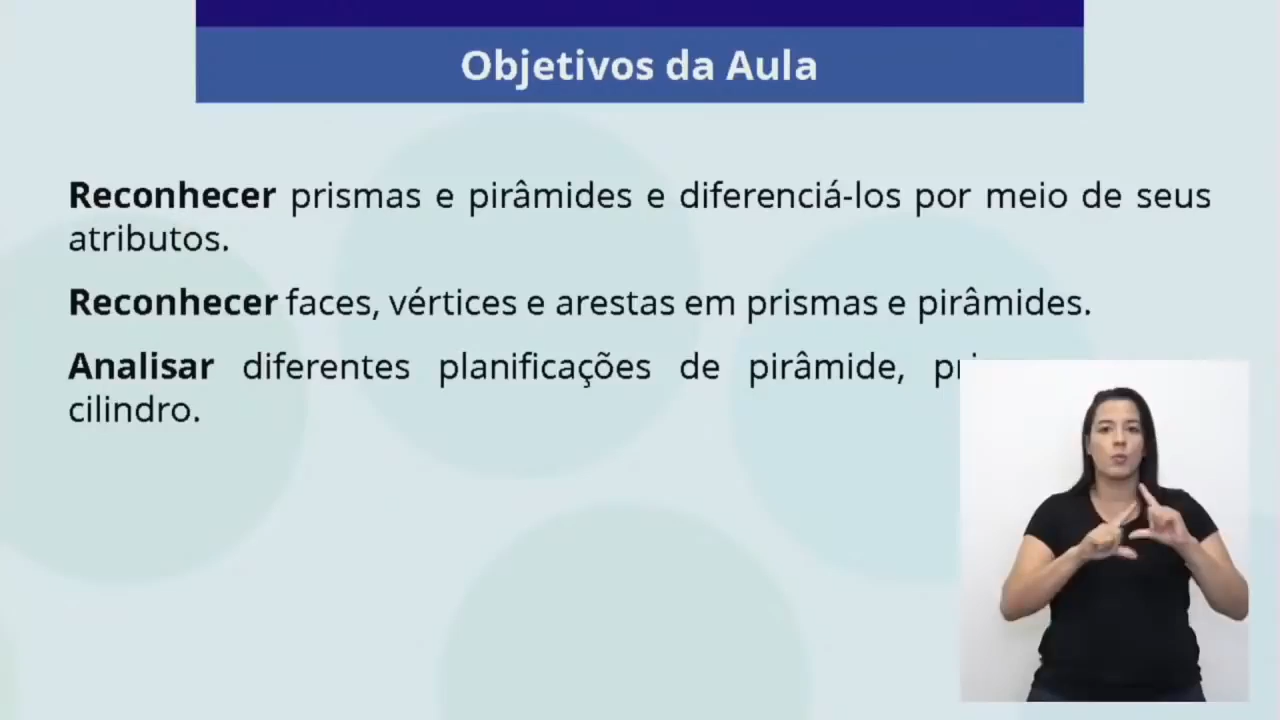 Objetivos da Aula
Reconhecer prismas e pirâmides e diferenciá-los por meio de seus
atributos.
Reconhecer faces, vértices e arestas em prismas e pirâmides.
Analisar diferentes planificações de pirâmide,
cilindro.